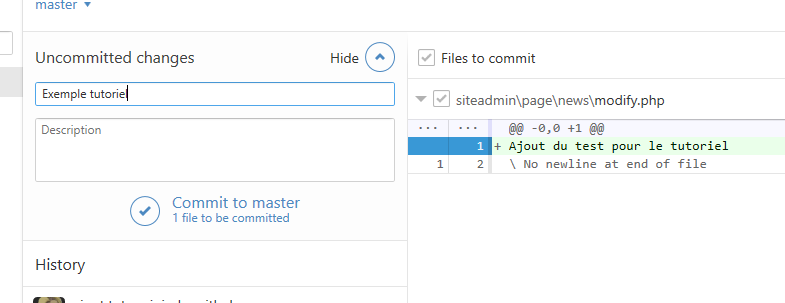 master
Uncommitted changes
Hide
Exemple tutoriel
Description
Commit to master
1 file to be committed
History
Files to commit
siteadmin\page\news\modify.php
... ... @@ -0,0 +1 @@
1 + Ajout du test pour le tutoriel
1 2 \ No newline at end of file